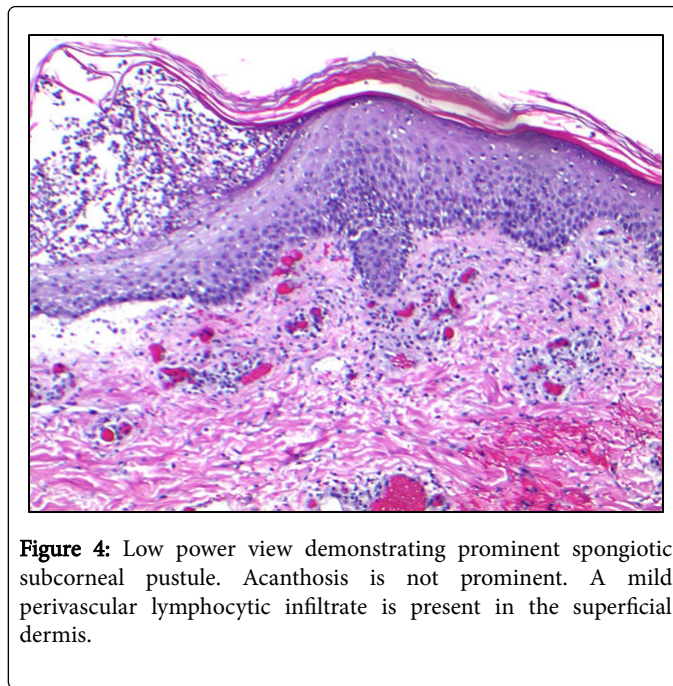 Figure 4: Low power view demonstrating prominent spongiotic
subcorneal pustule. Acanthosis is not prominent. A mild
perivascular lymphocytic infiltrate is present in the superficial
dermis.